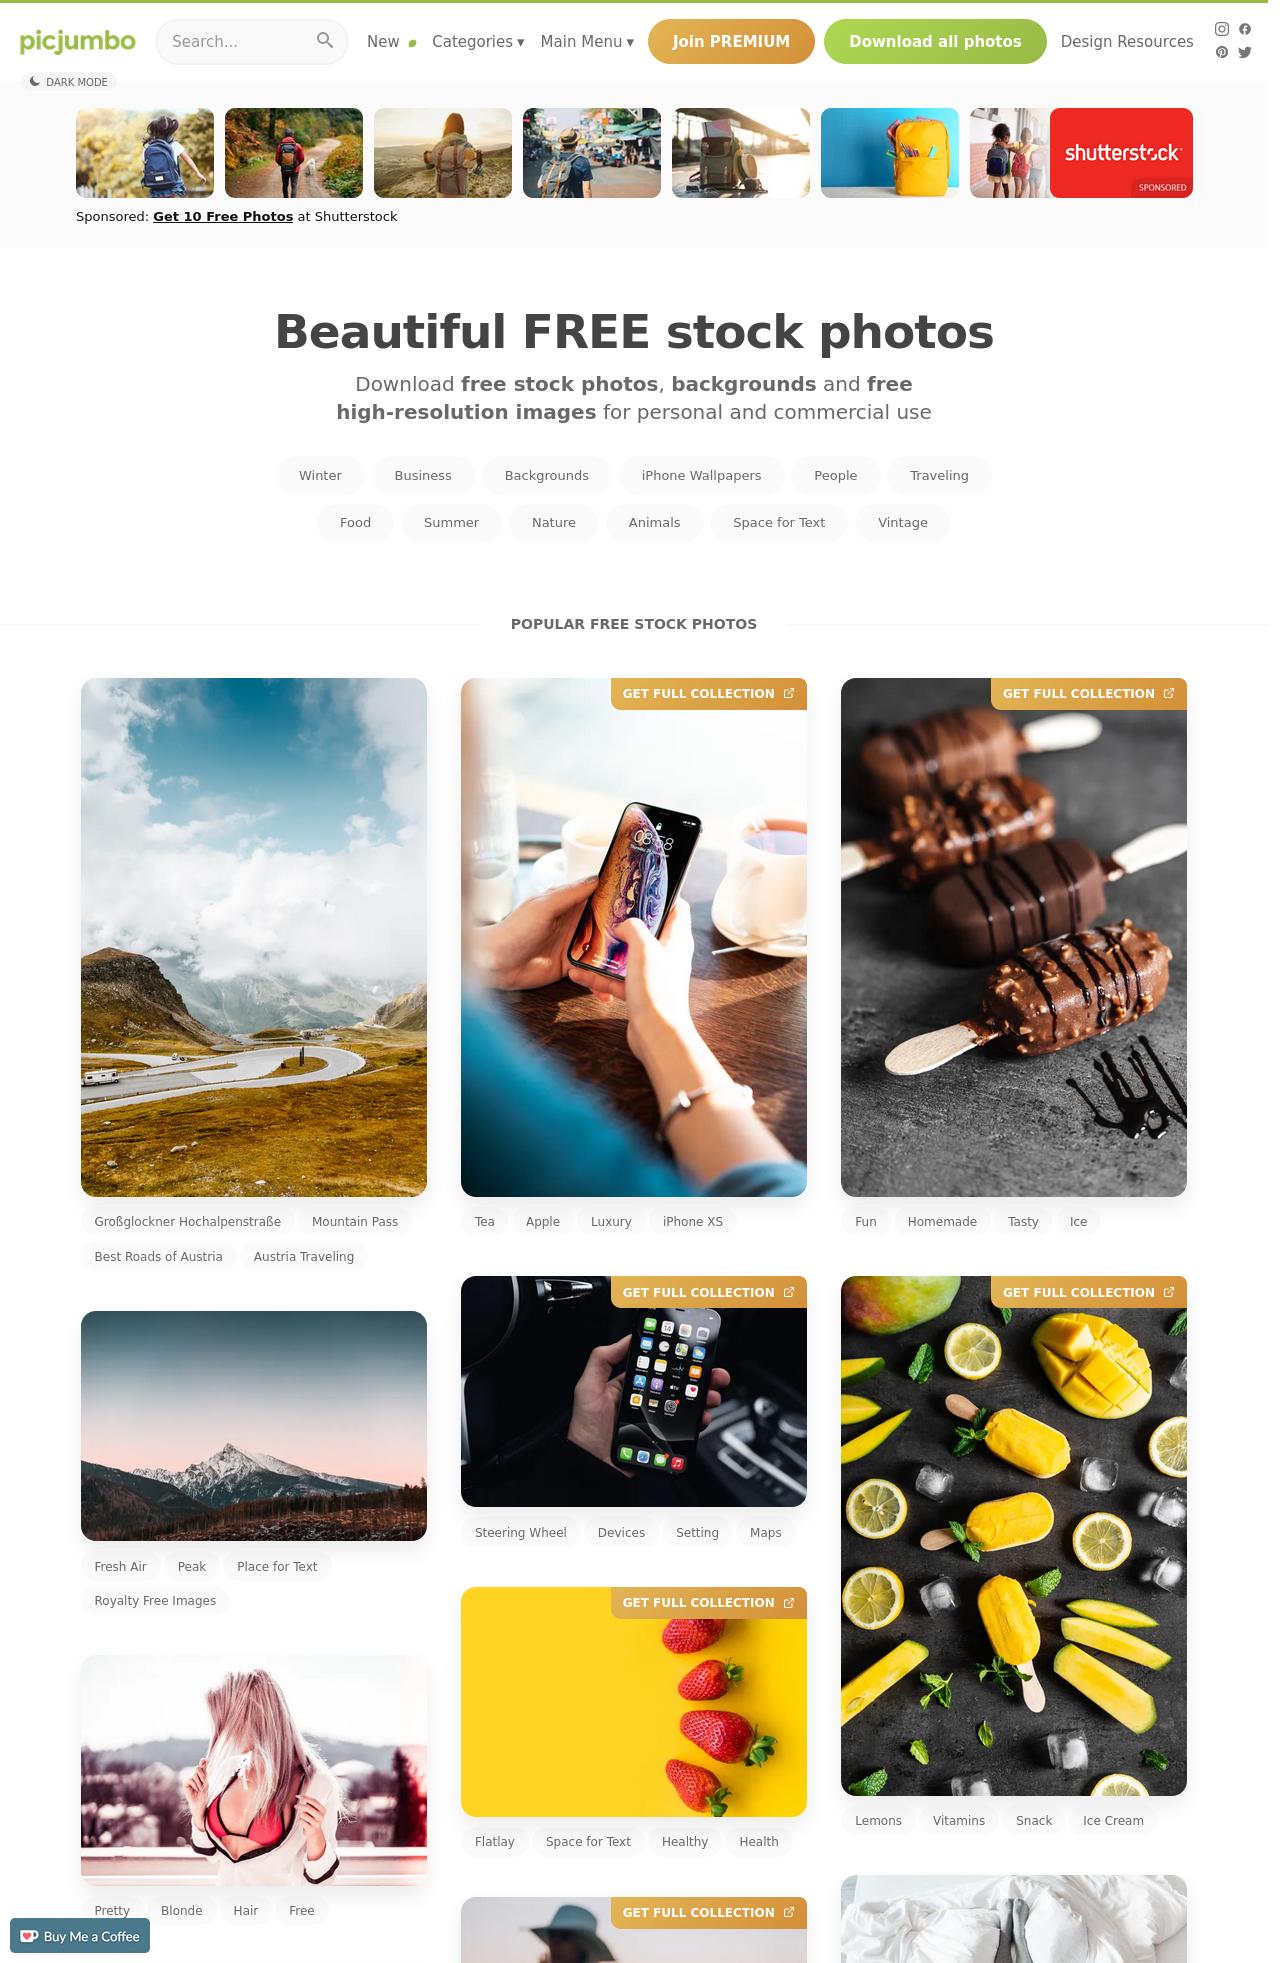 picjumbo
Search...
New
Categories ▾
Main Menu ▾
Join PREMIUM
Download all photos
Design Resources
DARK MODE
shutterstock
SPONSORED
Sponsored: Get 10 Free Photos at Shutterstock
Beautiful FREE stock photos
Download free stock photos, backgrounds and free
high-resolution images for personal and commercial use
Winter
Business
Backgrounds
iPhone Wallpapers
People
Traveling
Food
Summer
Nature
Animals
Space for Text
Vintage
POPULAR FREE STOCK PHOTOS
GET FULL COLLECTION
GET FULL COLLECTION
08:58
Großglockner Hochalpenstraße
Mountain Pass
Best Roads of Austria
Austria Traveling
Tea
Apple
Luxury
iPhone XS
Fun
Homemade
Tasty
Ice
GET FULL COLLECTION
GET FULL COLLECTION
Steering Wheel
Devices
Setting
Maps
Fresh Air
Peak
Place for Text
Royalty Free Images
GET FULL COLLECTION
Flatlay
Space for Text
Healthy
Health
Lemons
Vitamins
Snack
Ice Cream
Pretty
Blonde
Hair
Free
GET FULL COLLECTION
Buy Me a Coffee